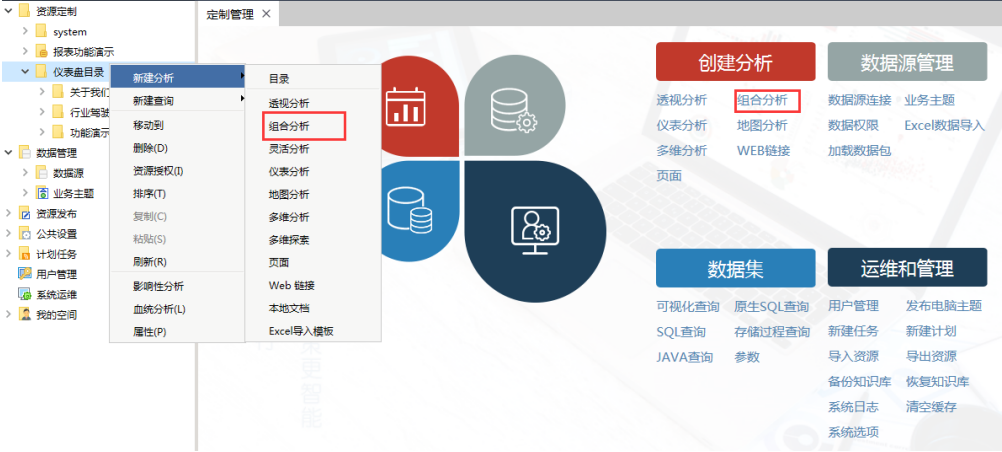 资源定制
system
报表功能演示
仪表盘目录
关于我们
行业驾驶
功能演示
数据管理
数据源
业务主题
资源发布
公共设置
计划任务
用户管理
系统运维
我的空间
定制管理
新建分析
新建查询
移动到
删除(D)
资源授权(I)
排序(T)
复制(C)
粘贴(S)
刷新(R)
影响性分析
血统分析(L)
属性(P)
目录
透视分析
组合分析
灵活分析
仪表分析
地图分析
多维分析
多维探索
页面
Web 链接
本地文档
Excel导入模板
创建分析
透视分析 组合分析
仪表分析 地图分析
多维分析 WEB链接
页面
数据源管理
数据源连接 业务主题
数据权限 Excel数据导入
加载数据包
数据集
可视化查询 原生SQL查询
SQL查询 存储过程查询
JAVA查询 参数
运维和管理
用户管理 发布电脑主题
新建任务 新建计划
导入资源 导出资源
备份知识库 恢复知识库
系统日志 清空缓存
系统选项
更智能